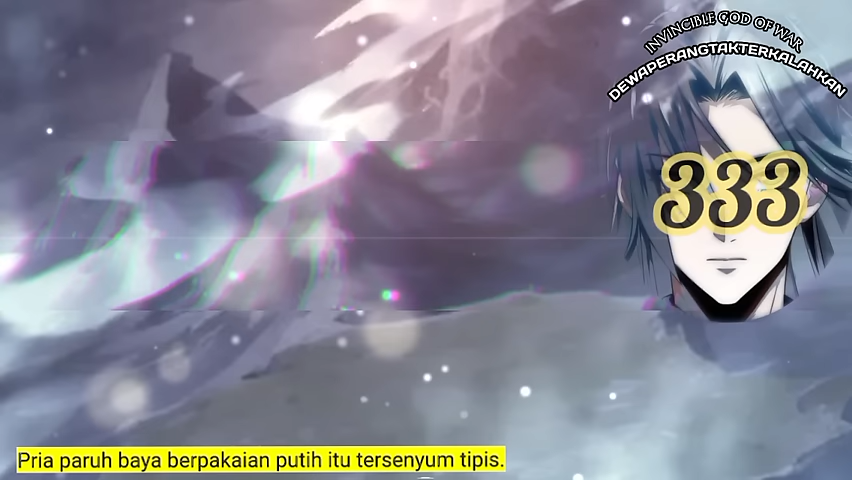 INVINCIBLE GOD OF WAR
DEWAPERANGTAKTERKALAHKAN
333
Pria paruh baya berpakaian putih itu tersenyum tipis.